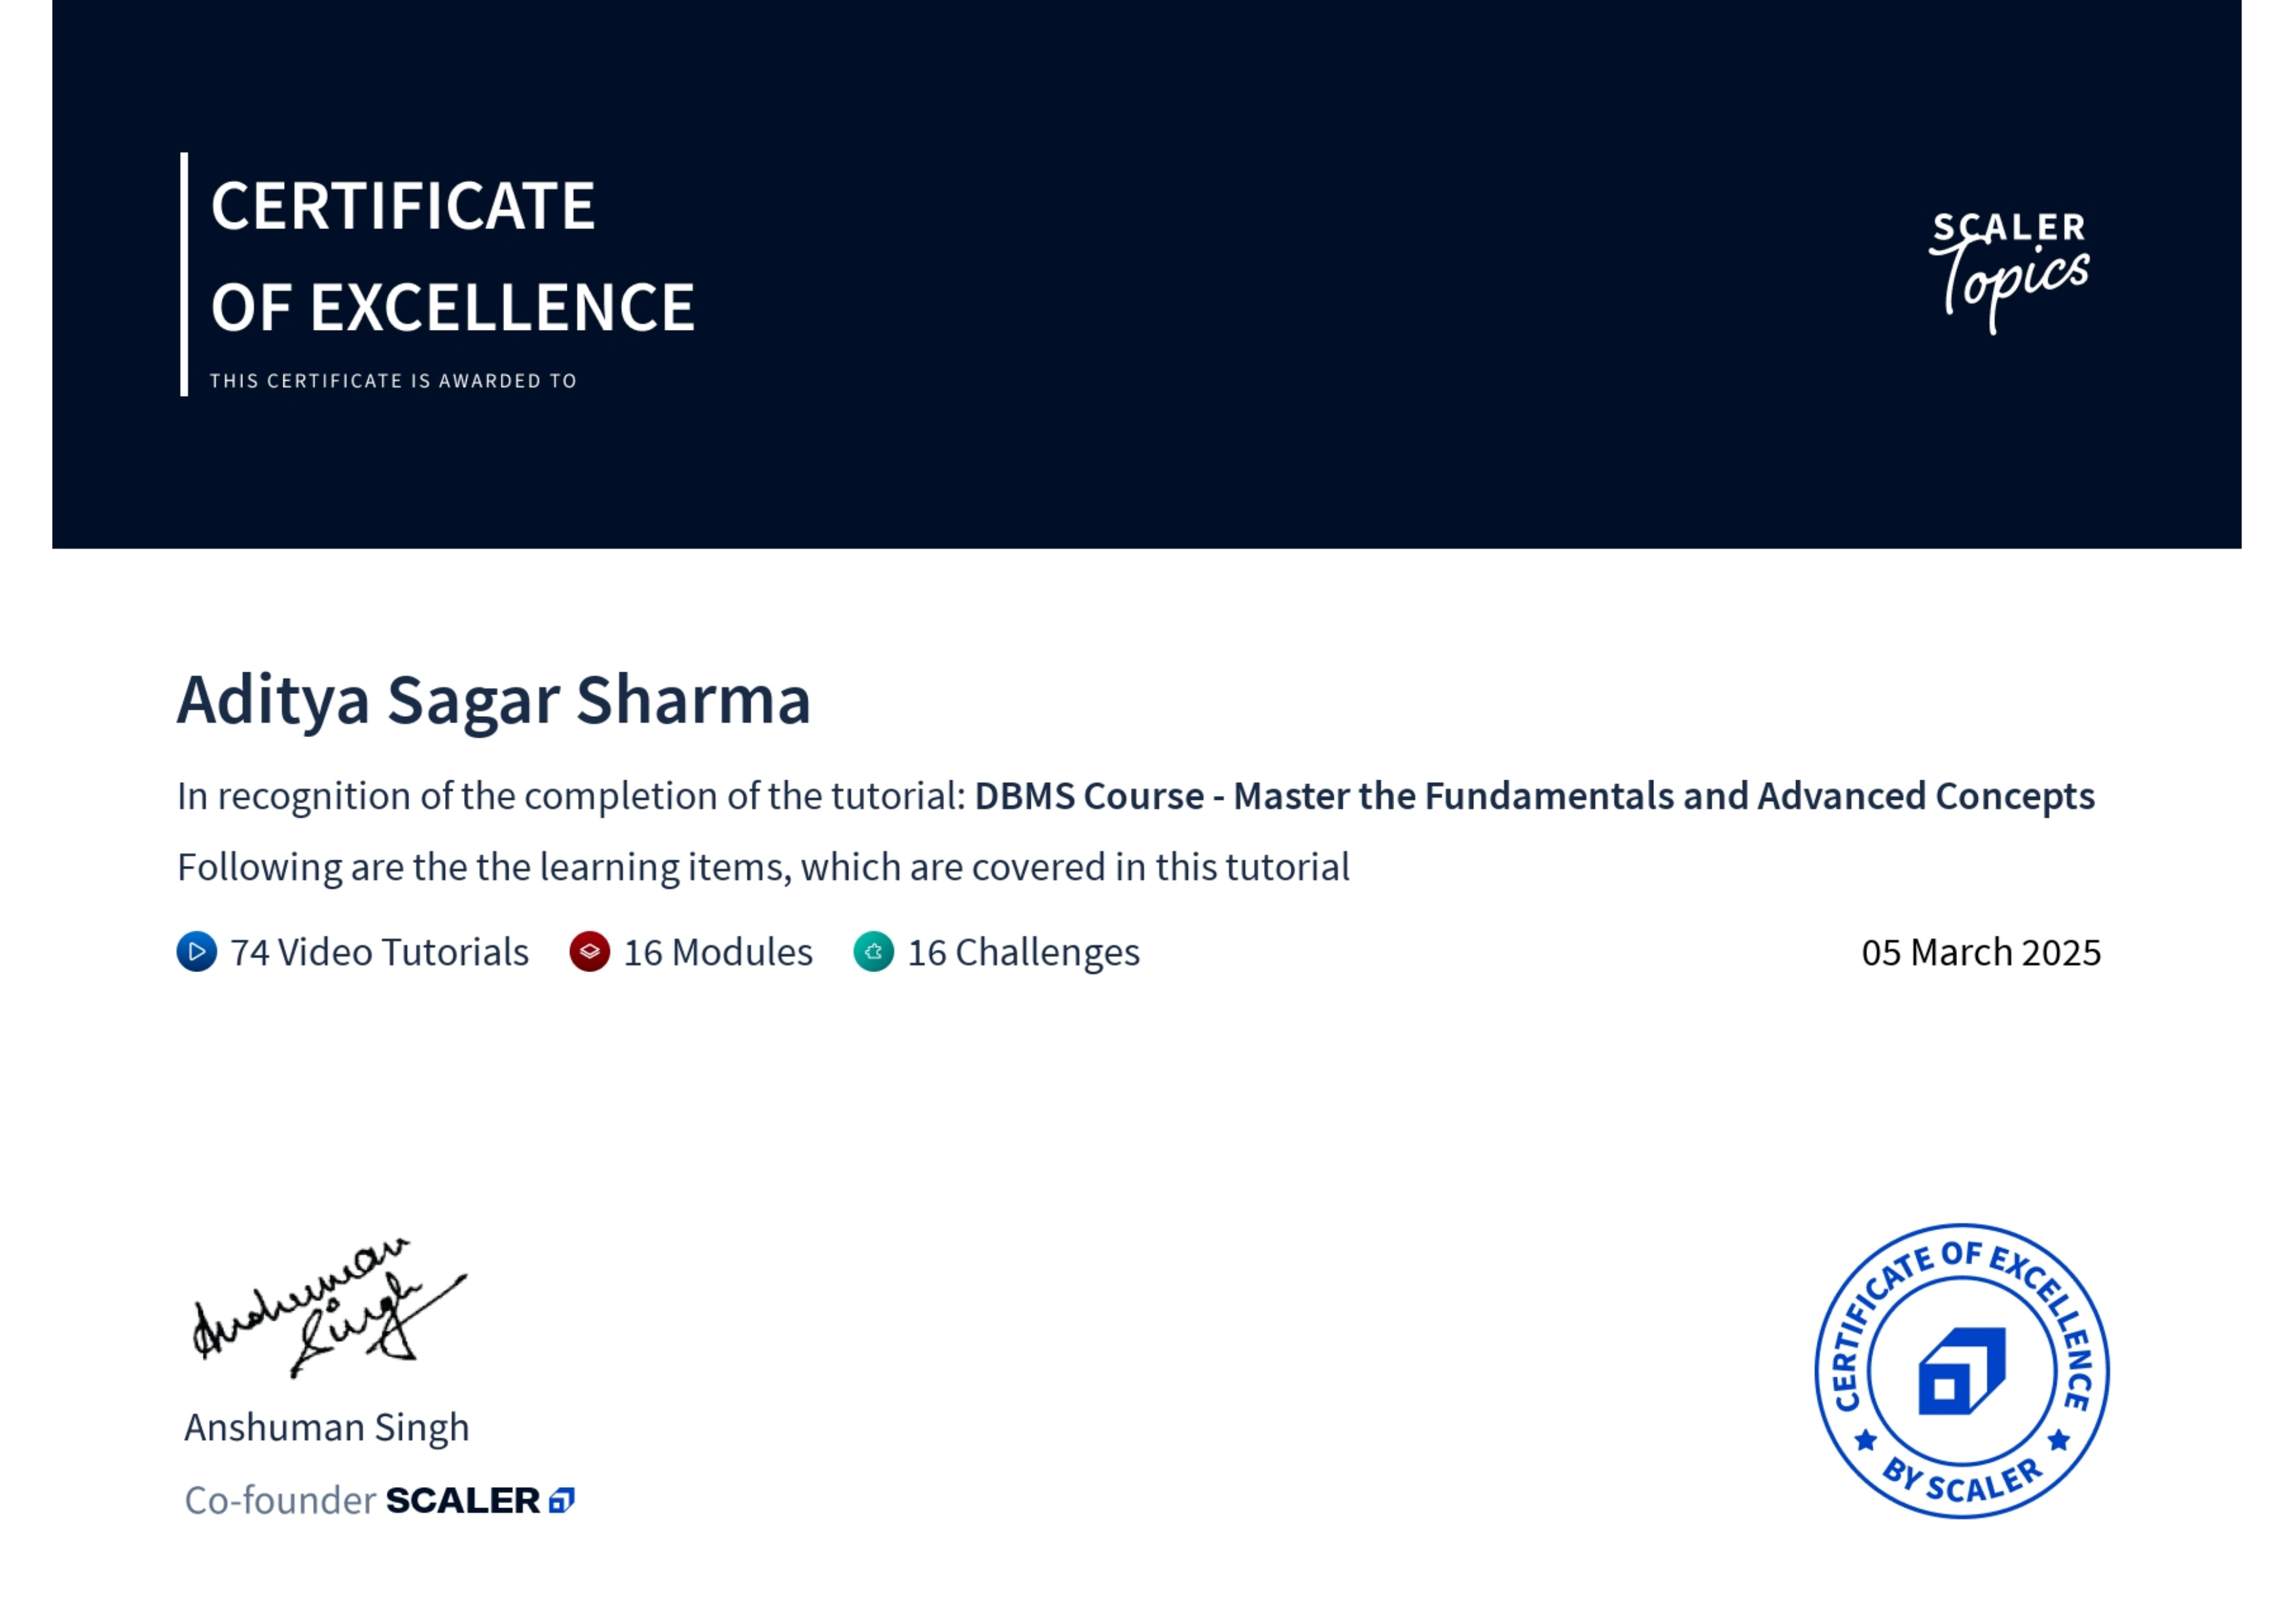 CERTIFICATE
OF EXCELLENCE
THIS CERTIFICATE IS AWARDED TO
SCALER
Topics
Aditya Sagar Sharma
In recognition of the completion of the tutorial: DBMS Course - Master the Fundamentals and Advanced Concepts
Following are the the learning items, which are covered in this tutorial
74 Video Tutorials 16 Modules 16 Challenges 05 March 2025
Anshuman
Singh
Anshuman Singh
Co-founder SCALER
CERTIFICATE OF EXCELLENCE
BY SCALER